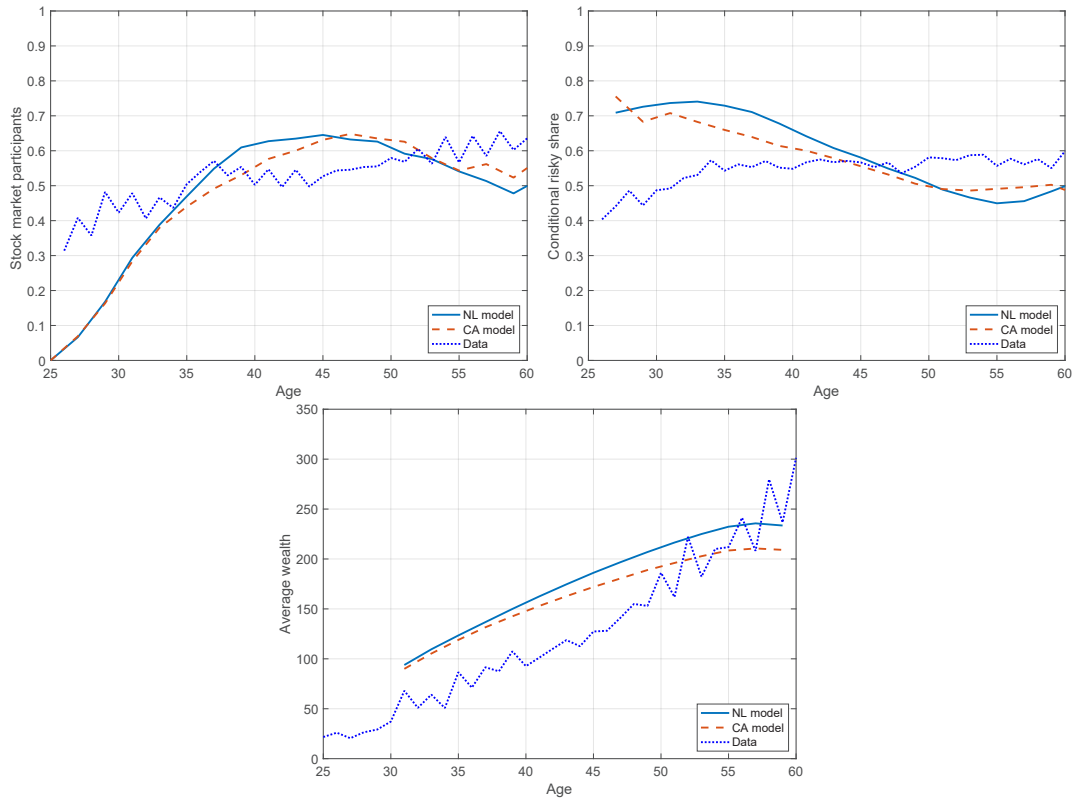 1
0.9
0.8
0.7
0.6
0.5
0.4
0.3
0.2
0.1
0
Stock market participants
NL model
CA model
Data
25 30 35 40 45 50 55 60
Age
1
0.9
0.8
0.7
0.6
0.5
0.4
0.3
0.2
0.1
0
Conditional risky share
NL model
CA model
Data
25 30 35 40 45 50 55 60
Age
350
300
250
200
150
100
50
0
Average wealth
NL model
CA model
Data
25 30 35 40 45 50 55 60
Age